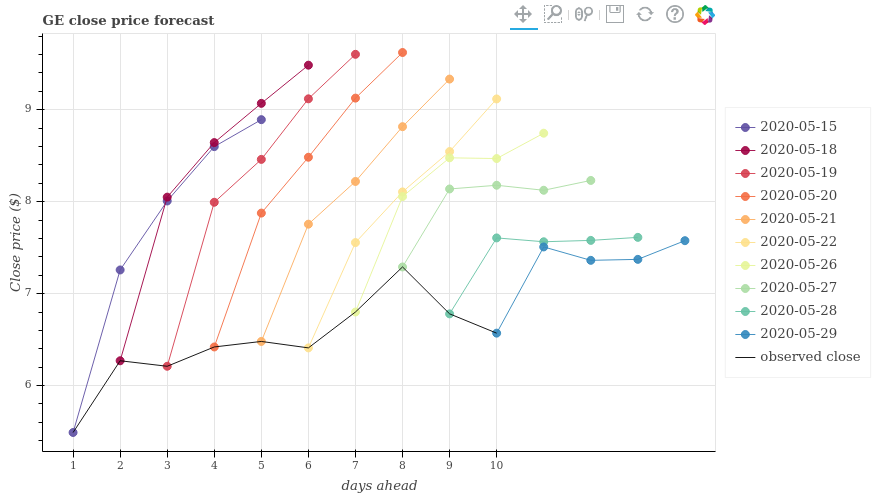 GE close price forecast
9
8
7
6
Close price ($)
1 2 3 4 5 6 7 8 9 10
days ahead
2020-05-15
2020-05-18
2020-05-19
2020-05-20
2020-05-21
2020-05-22
2020-05-26
2020-05-27
2020-05-28
2020-05-29
observed close